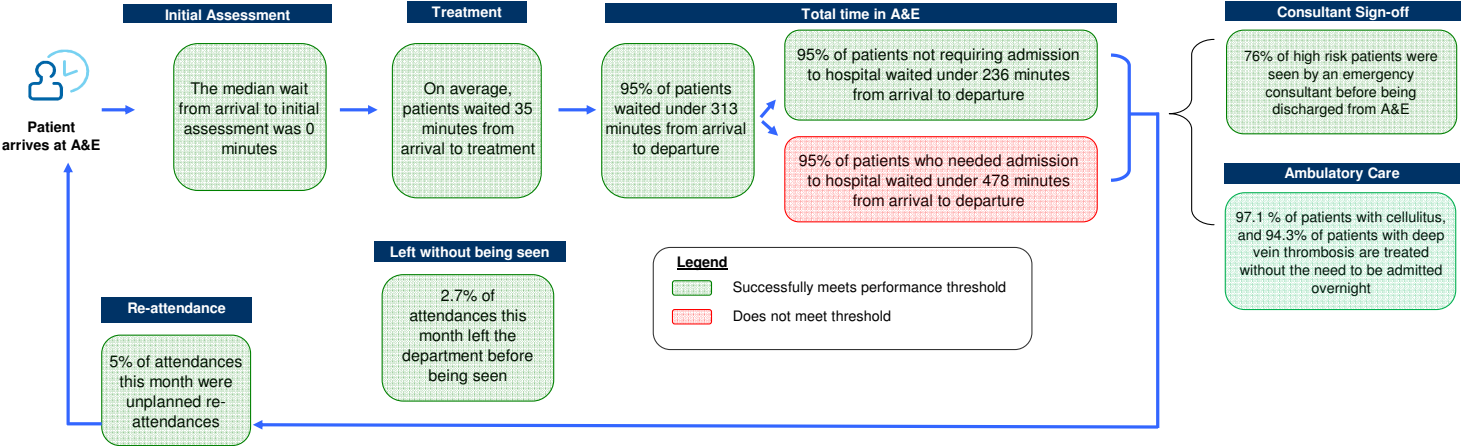 Initial Assessment
Treatment
Total time in A&E
Consultant Sign-off
Patient
arrives at A&E
The median wait
from arrival to initial
assessment was 0
minutes
On average,
patients waited 35
minutes from
arrival to treatment
95% of patients
waited under 313
minutes from arrival
to departure
95% of patients not requiring admission
to hospital waited under 236 minutes
from arrival to departure
95% of patients who needed admission
to hospital waited under 478 minutes
from arrival to departure
76% of high risk patients were
seen by an emergency
consultant before being
discharged from A&E
Ambulatory Care
97.1 % of patients with cellulitus,
and 94.3% of patients with deep
vein thrombosis are treated
without the need to be admitted
overnight
Left without being seen
2.7% of
attendances this
month left the
department before
being seen
Legend
Successfully meets performance threshold
Does not meet threshold
Re-attendance
5% of attendances
this month were
unplanned re-
attendances